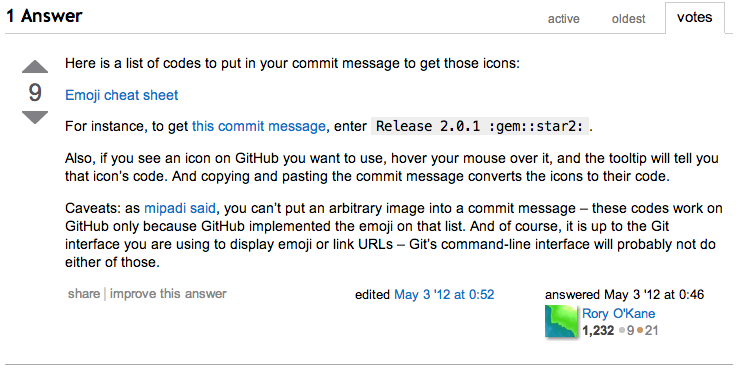 1 Answer
active oldest votes
Here is a list of codes to put in your commit message to get those icons:
9
Emoji cheat sheet
For instance, to get this commit message, enter Release 2.0.1 :gem::star2: .
Also, if you see an icon on GitHub you want to use, hover your mouse over it, and the tooltip will tell you
that icon’s code. And copying and pasting the commit message converts the icons to their code.
Caveats: as mipadi said, you can’t put an arbitrary image into a commit message – these codes work on
GitHub only because GitHub implemented the emoji on that list. And of course, it is up to the Git
interface you are using to display emoji or link URLs – Git’s command-line interface will probably not do
either of those.
share | improve this answer
edited May 3 '12 at 0:52
answered May 3 '12 at 0:46
Rory O'Kane
1,232 ●9 ●21